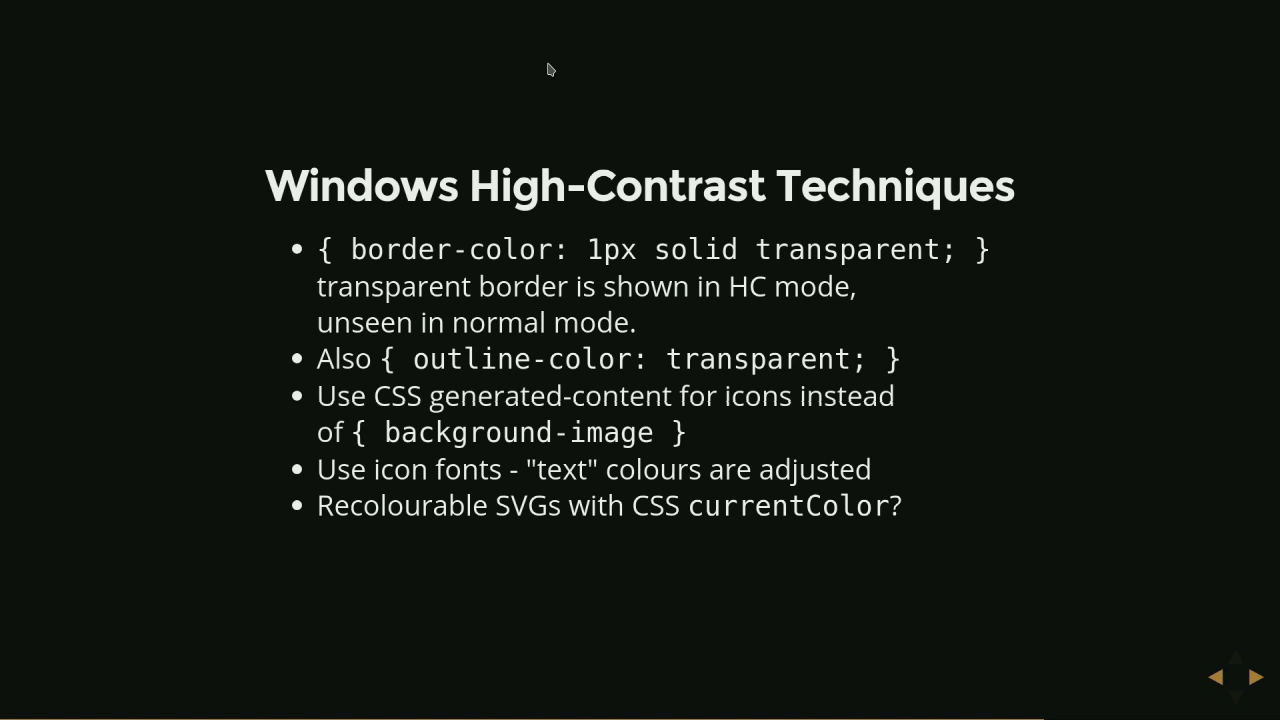 Windows High-Contrast Techniques
{ border-color: 1px solid transparent; }
transparent border is shown in HC mode,
unseen in normal mode.
Also { outline-color: transparent; }
Use CSS generated-content for icons instead
of { background-image }
Use icon fonts - "text" colours are adjusted
Recolourable SVGs with CSS currentColor?